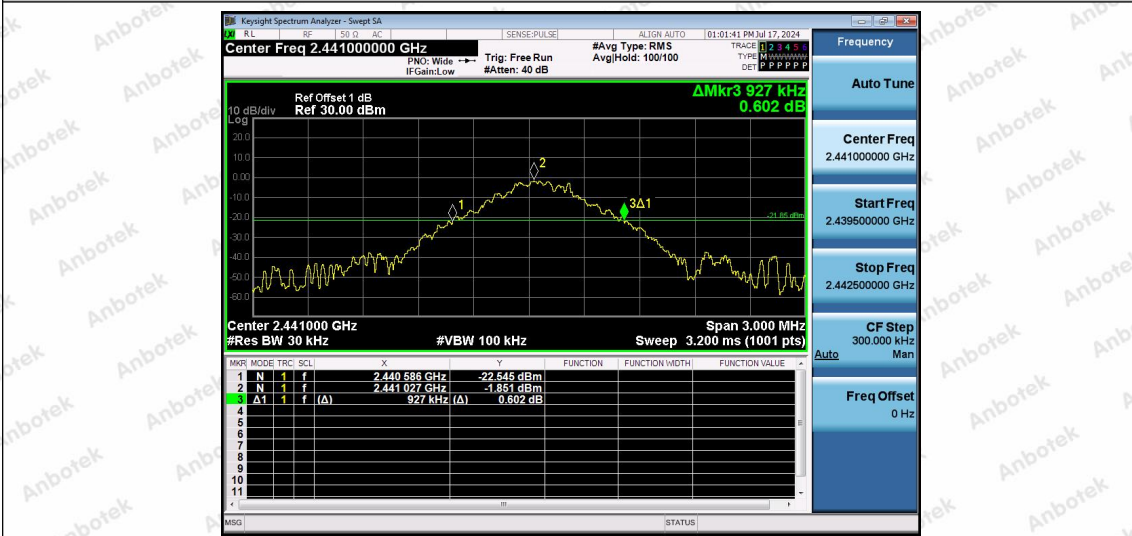 Keysight Spectrum Analyzer - Swept SA
LXI RL RF 50 Ω AC SENSE:PULSE ALIGN AUTO 01:01:41 PM Jul 17, 2024
Center Freq 2.441000000 GHz
PNO: Wide
IFGain:Low
Trig: Free Run
#Atten: 40 dB
#Avg Type: RMS
Avg|Hold: 100/100
TRACE 1 2 3 4 5 6
TYPE M WWWWW
DET P P P P P P
ΔMkr3 927 kHz
0.602 dB
Ref Offset 1 dB
10 dB/div Ref 30.00 dBm
Log
20.0
10.0
0.00
-10.0
-20.0
-30.0
-40.0
-50.0
-60.0
1
2
3Δ1
-21.85 dBm
Center 2.441000 GHz Span 3.000 MHz
#Res BW 30 kHz #VBW 100 kHz Sweep 3.200 ms (1001 pts)
MKR MODE TRC SCL X Y FUNCTION FUNCTION WIDTH FUNCTION VALUE
1 N 1 f 2.440 586 GHz -22.545 dBm
2 N 1 f 2.441 027 GHz -1.851 dBm
3 Δ1 1 f (Δ) 927 kHz (Δ) 0.602 dB
4
5
6
7
8
9
10
11
MSG STATUS
Frequency
Auto Tune
Center Freq
2.441000000 GHz
Start Freq
2.439500000 GHz
Stop Freq
2.442500000 GHz
CF Step
300.000 kHz
Auto Man
Freq Offset
0 Hz
Anbotek